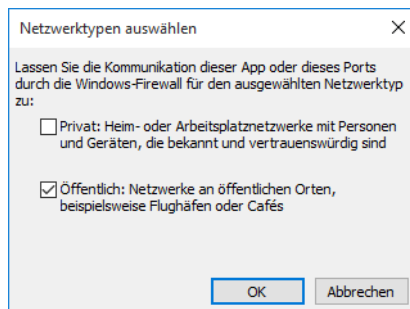 Netzwerktypen auswählen
Lassen Sie die Kommunikation dieser App oder dieses Ports
durch die Windows-Firewall für den ausgewählten Netzwerktyp
zu:
Privat: Heim- oder Arbeitsplatznetzwerke mit Personen
und Geräten, die bekannt und vertrauenswürdig sind
Öffentlich: Netzwerke an öffentlichen Orten,
beispielsweise Flughäfen oder Cafés
OK Abbrechen